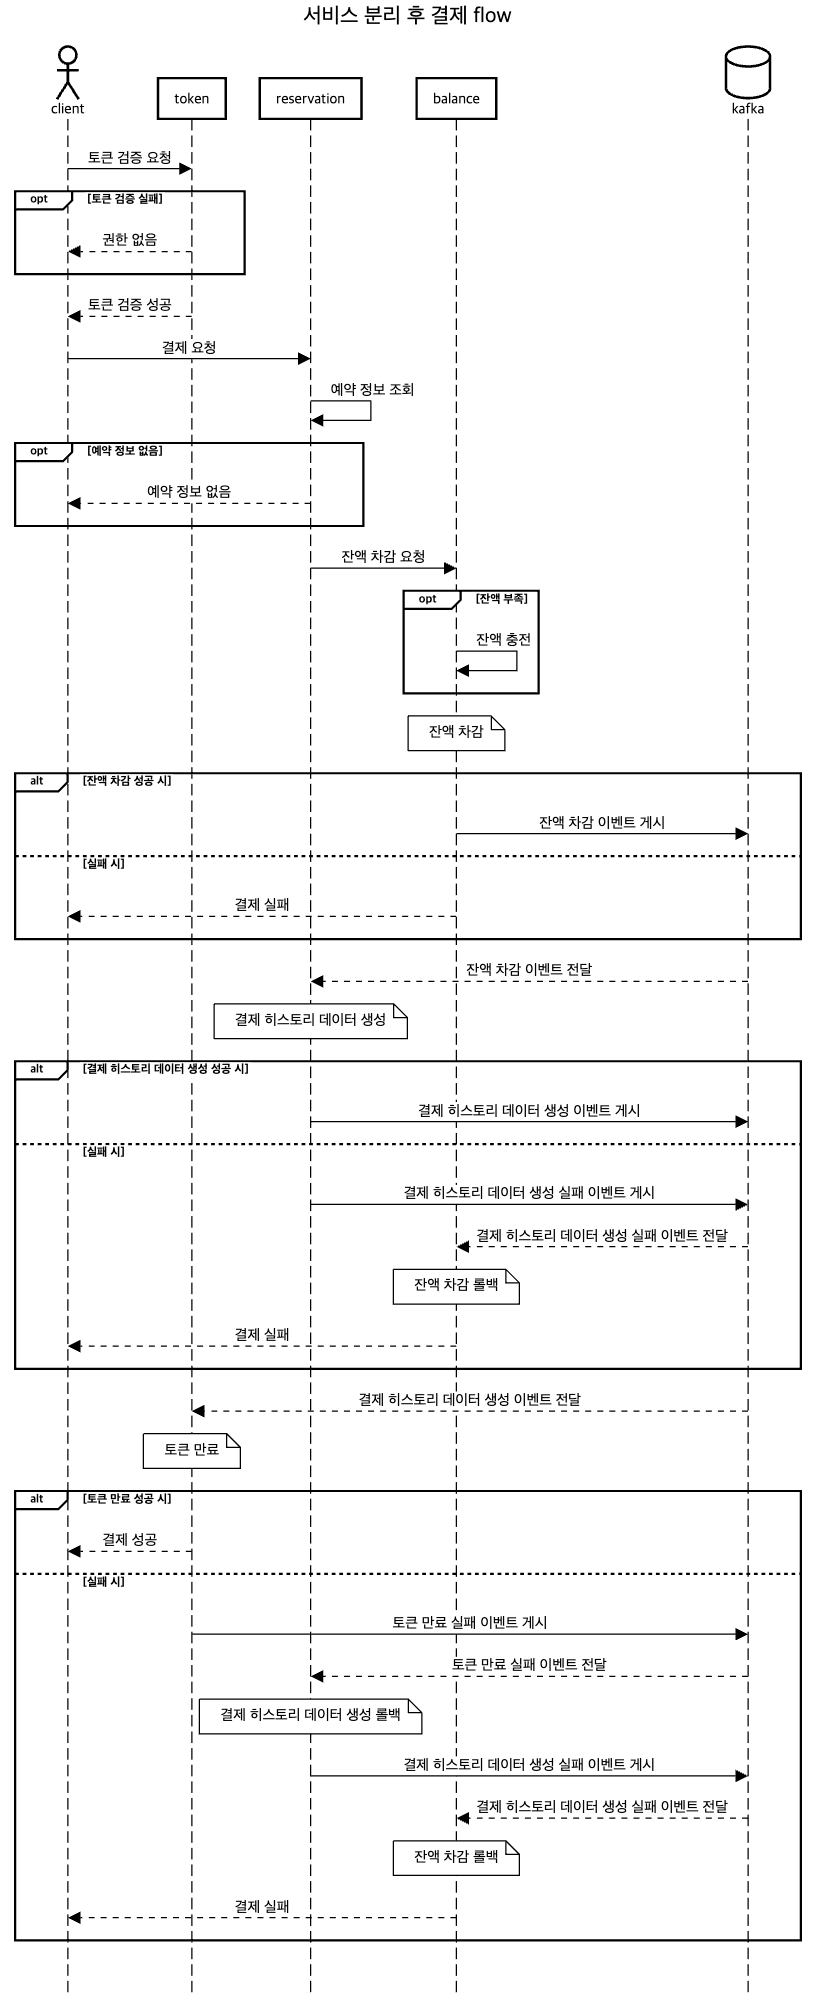 서비스 분리 후 결제 flow
client
token
reservation
balance
kafka
토큰 검증 요청
opt
[토큰 검증 실패]
권한 없음
토큰 검증 성공
결제 요청
예약 정보 조회
opt
[예약 정보 없음]
예약 정보 없음
잔액 차감 요청
opt
[잔액 부족]
잔액 충전
잔액 차감
alt
[잔액 차감 성공 시]
잔액 차감 이벤트 게시
[실패 시]
결제 실패
잔액 차감 이벤트 전달
결제 히스토리 데이터 생성
alt
[결제 히스토리 데이터 생성 성공 시]
결제 히스토리 데이터 생성 이벤트 게시
[실패 시]
결제 히스토리 데이터 생성 실패 이벤트 게시
결제 히스토리 데이터 생성 실패 이벤트 전달
잔액 차감 롤백
결제 실패
결제 히스토리 데이터 생성 이벤트 전달
토큰 만료
alt
[토큰 만료 성공 시]
결제 성공
[실패 시]
토큰 만료 실패 이벤트 게시
토큰 만료 실패 이벤트 전달
결제 히스토리 데이터 생성 롤백
결제 히스토리 데이터 생성 실패 이벤트 게시
결제 히스토리 데이터 생성 실패 이벤트 전달
잔액 차감 롤백
결제 실패